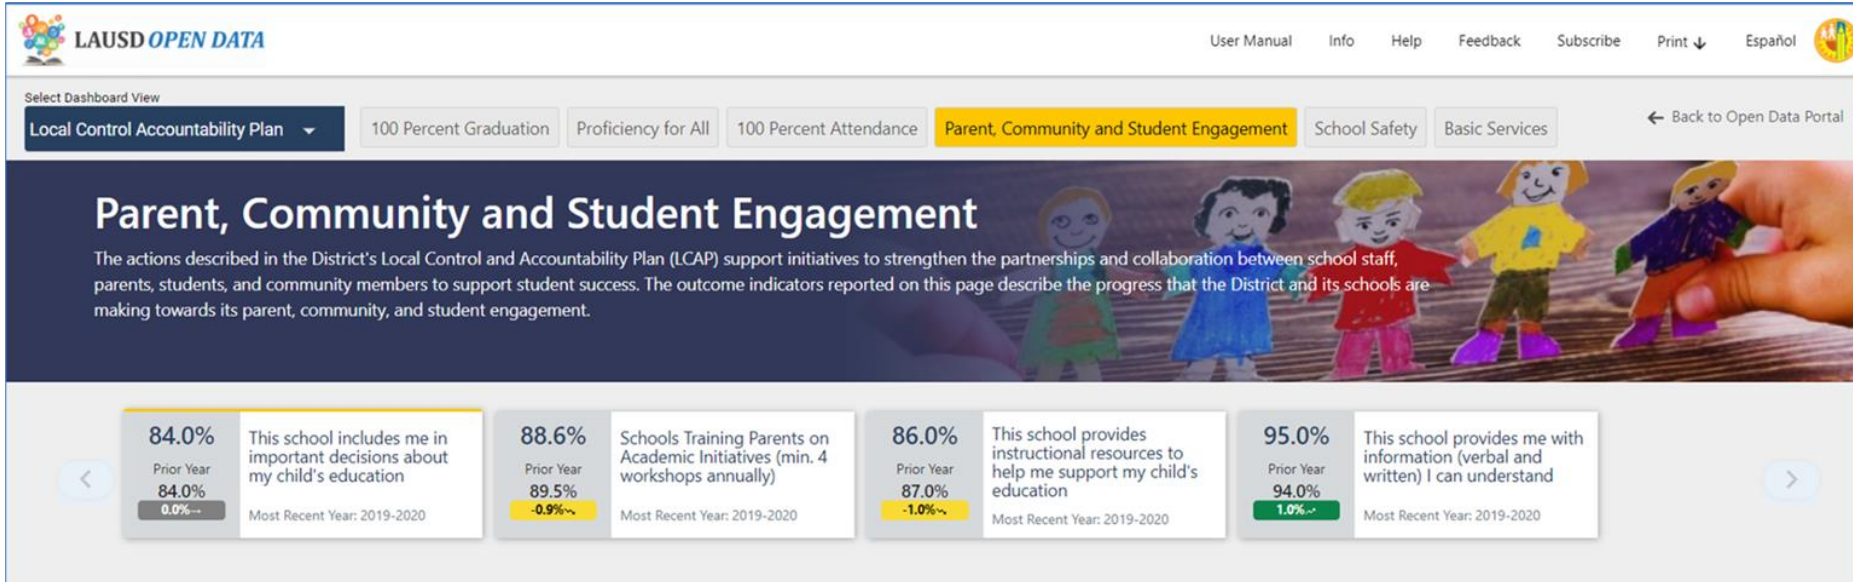 LAUSD OPEN DATA
User Manual Info Help Feedback Subscribe Print ↓ Español
Select Dashboard View
Local Control Accountability Plan
100 Percent Graduation Proficiency for All 100 Percent Attendance Parent, Community and Student Engagement School Safety Basic Services
← Back to Open Data Portal
Parent, Community and Student Engagement
The actions described in the District's Local Control and Accountability Plan (LCAP) support initiatives to strengthen the partnerships and collaboration between school staff,
parents, students, and community members to support student success. The outcome indicators reported on this page describe the progress that the District and its schools are
making towards its parent, community, and student engagement.
84.0%
Prior Year
84.0%
0.0%
This school includes me in
important decisions about
my child's education
Most Recent Year: 2019-2020
88.6%
Prior Year
89.5%
-0.9%
Schools Training Parents on
Academic Initiatives (min. 4
workshops annually)
Most Recent Year: 2019-2020
86.0%
Prior Year
87.0%
-1.0%
This school provides
instructional resources to
help me support my child's
education
Most Recent Year: 2019-2020
95.0%
Prior Year
94.0%
1.0%
This school provides me with
information (verbal and
written) I can understand
Most Recent Year: 2019-2020